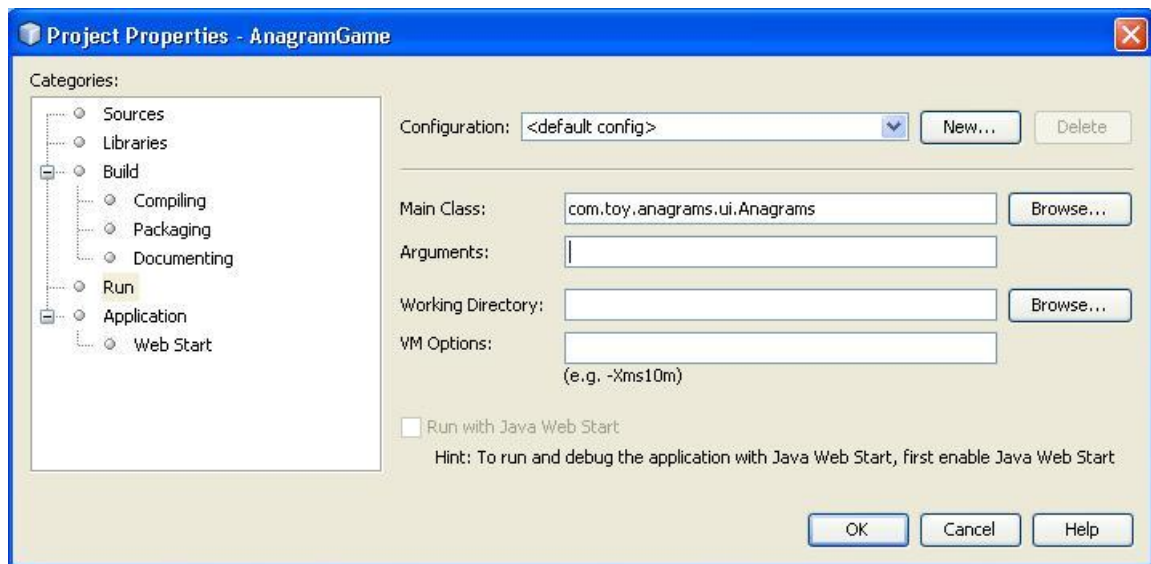 Project Properties - AnagramGame
Categories:
Sources
Libraries
Build
Compiling
Packaging
Documenting
Run
Application
Web Start
Configuration: <default config> New... Delete
Main Class: com.toy.anagrams.ui.Anagrams Browse...
Arguments:
Working Directory: Browse...
VM Options:
(e.g. -Xms10m)
Run with Java Web Start
Hint: To run and debug the application with Java Web Start, first enable Java Web Start
OK Cancel Help